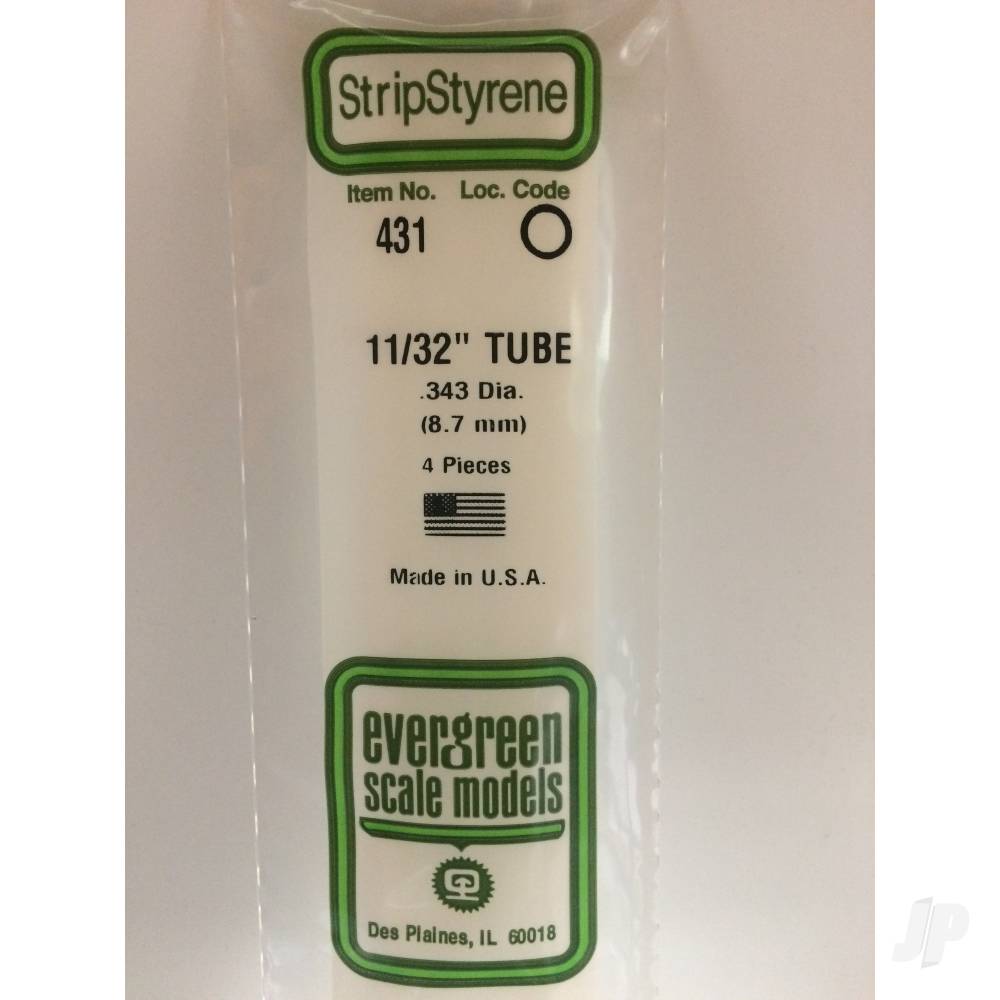 StripStyrene
Item No. Loc. Code
431
11/32" TUBE
.343 Dia.
(8.7 mm)
4 Pieces
Made in U.S.A.
evergreen
scale models
Des Plaines, IL 60018
JP